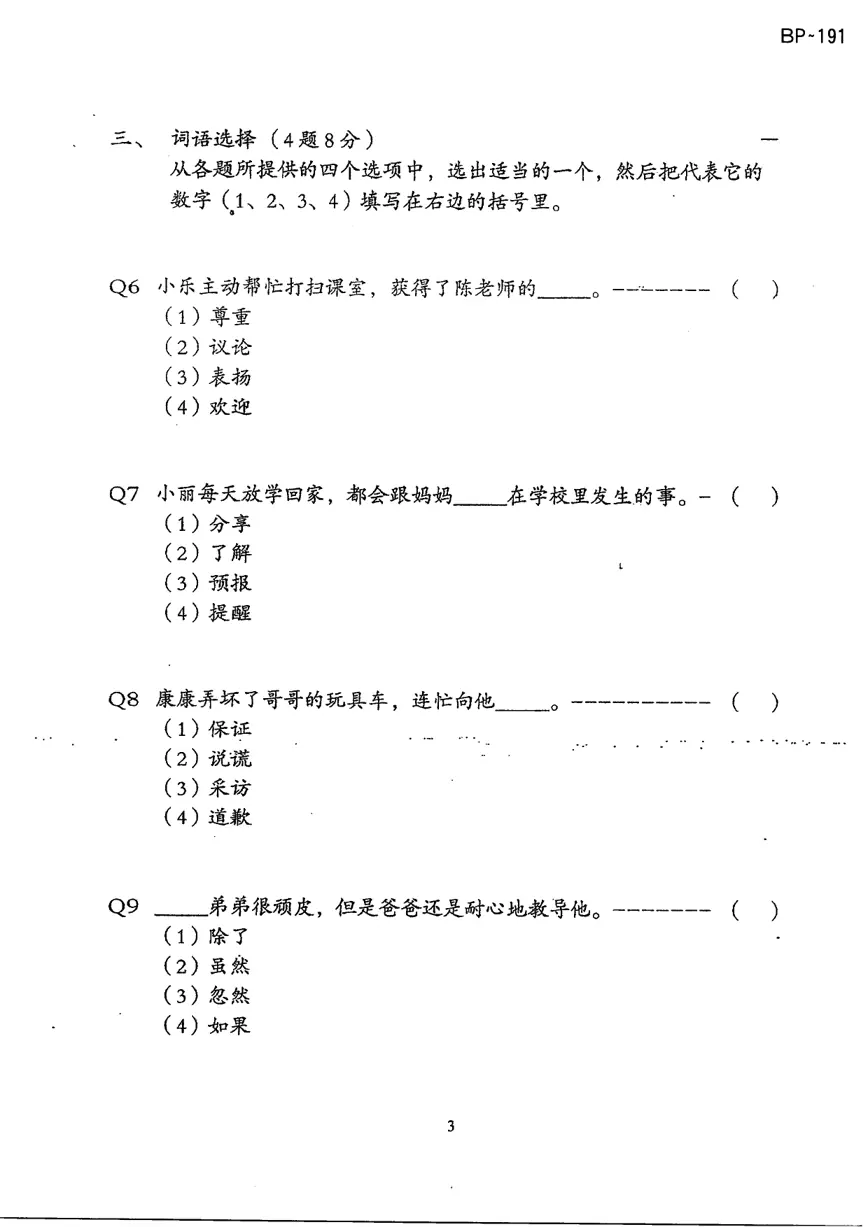 BP-191
三、 词语选择（4题8分）
从各题所提供的四个选项中，选出适当的一个，然后把代表它的
数字（1、2、3、4）填写在右边的括号里。
Q6 小乐主动帮忙打扫课室，获得了陈老师的_____。-------- （ ）
（1）尊重
（2）议论
（3）表扬
（4）欢迎
Q7 小丽每天放学回家，都会跟妈妈_____在学校里发生的事。- （ ）
（1）分享
（2）了解
（3）预报
（4）提醒
Q8 康康弄坏了哥哥的玩具车，连忙向他_____。----------- （ ）
（1）保证
（2）说谎
（3）采访
（4）道歉
Q9 _____弟弟很顽皮，但是爸爸还是耐心地教导他。-------- （ ）
（1）除了
（2）虽然
（3）忽然
（4）如果
3